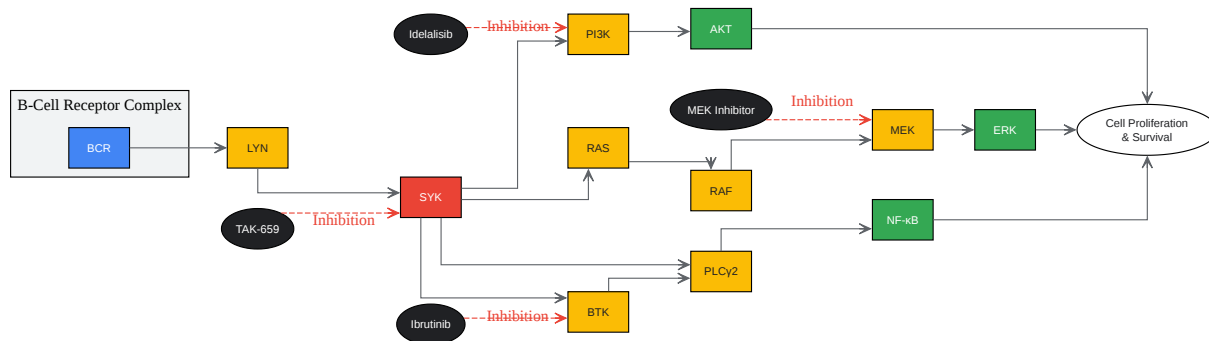 Idelalisib
Inhibition
PI3K
AKT
B-Cell Receptor Complex
BCR
LYN
MEK Inhibitor
Inhibition
MEK
ERK
Cell Proliferation
& Survival
RAS
RAF
SYK
TAK-659
Inhibition
NF-κB
PLCγ2
BTK
Ibrutinib
Inhibition